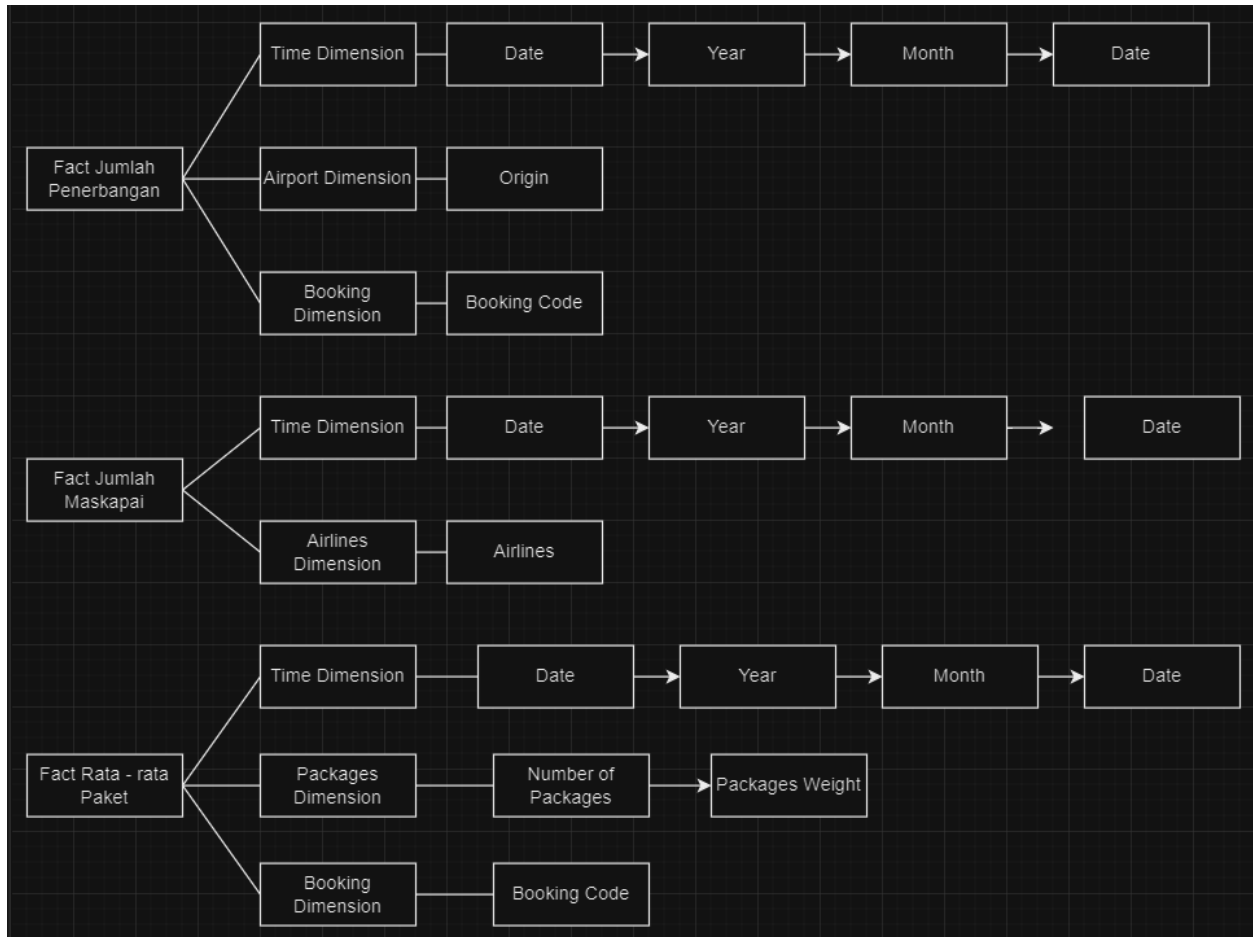 Time Dimension
Date
Year
Month
Date
Fact Jumlah
Penerbangan
Airport Dimension
Origin
Booking
Dimension
Booking Code
Time Dimension
Date
Year
Month
Date
Fact Jumlah
Maskapai
Airlines
Dimension
Airlines
Time Dimension
Date
Year
Month
Date
Fact Rata - rata
Paket
Packages
Dimension
Number of
Packages
Packages Weight
Booking
Dimension
Booking Code